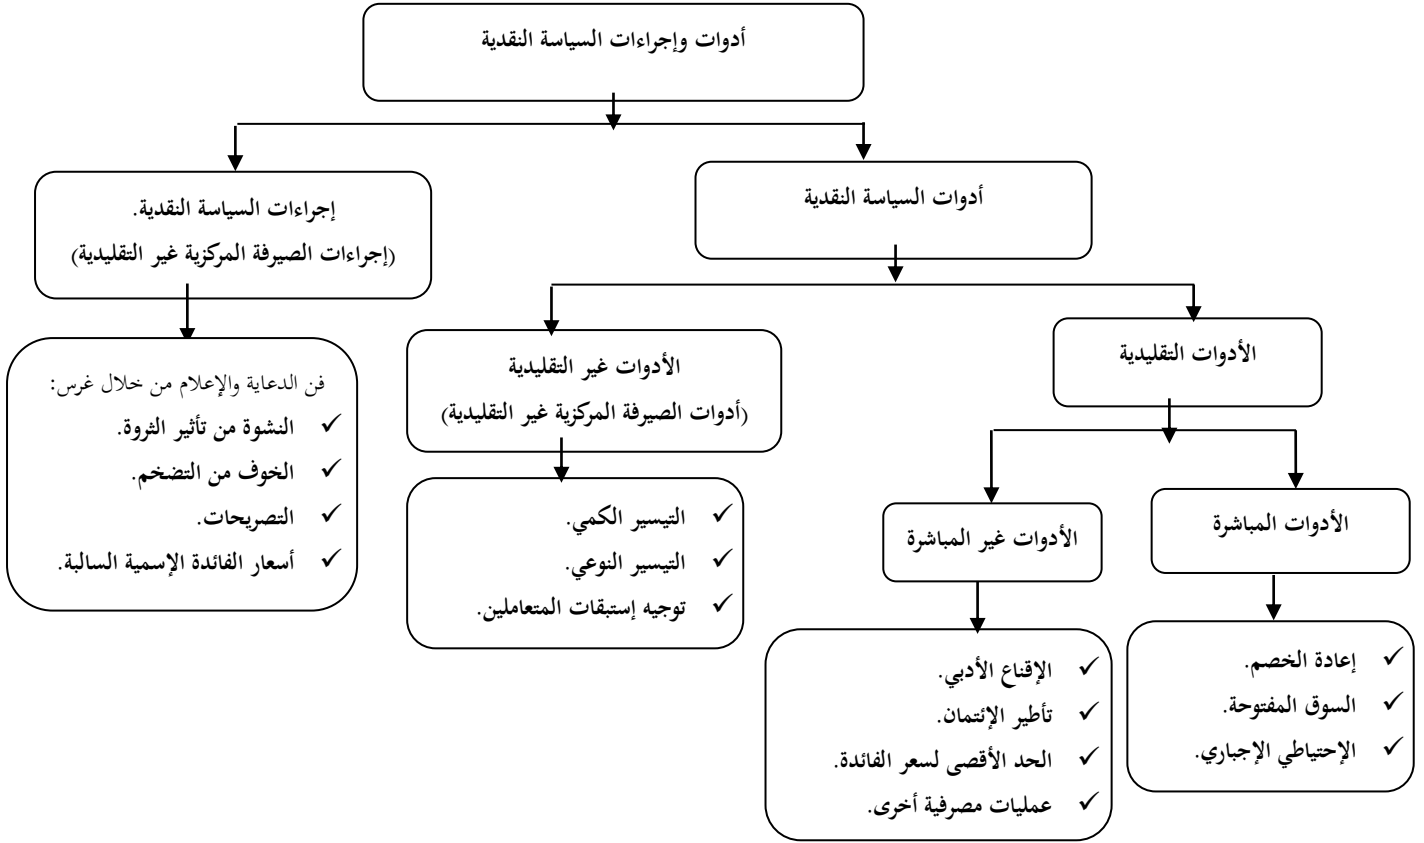 أدوات وإجراءات السياسة النقدية
أدوات السياسة النقدية
إجراءات السياسة النقدية.
(إجراءات الصيرفة المركزية غير التقليدية)
الأدوات التقليدية
الأدوات غير التقليدية
(أدوات الصيرفة المركزية غير التقليدية)
فن الدعاية والإعلام من خلال غرس:
✓ النشوة من تأثير الثروة.
✓ الخوف من التضخم.
✓ التصريحات.
✓ أسعار الفائدة الإسمية السالبة.
الأدوات المباشرة
الأدوات غير المباشرة
✓ التيسير الكمي.
✓ التيسير النوعي.
✓ توجيه إستبقات المتعاملين.
✓ إعادة الخصم.
✓ السوق المفتوحة.
✓ الإحتياطي الإجباري.
✓ الإقناع الأدبي.
✓ تأطير الإئتمان.
✓ الحد الأقصى لسعر الفائدة.
✓ عمليات مصرفية أخرى.